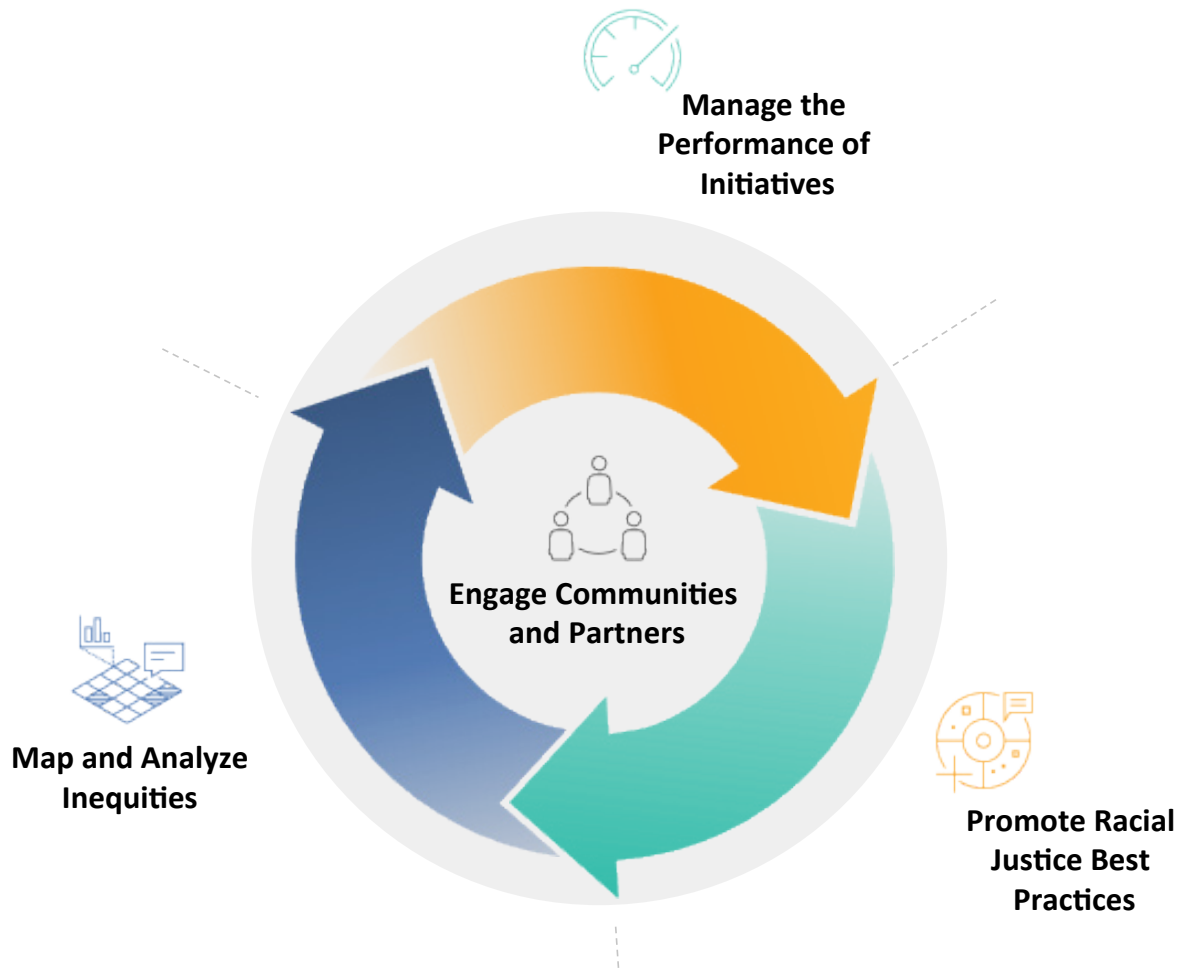 Manage the
Performance of
Initiatives
Engage Communities
and Partners
Map and Analyze
Inequities
Promote Racial
Justice Best
Practices